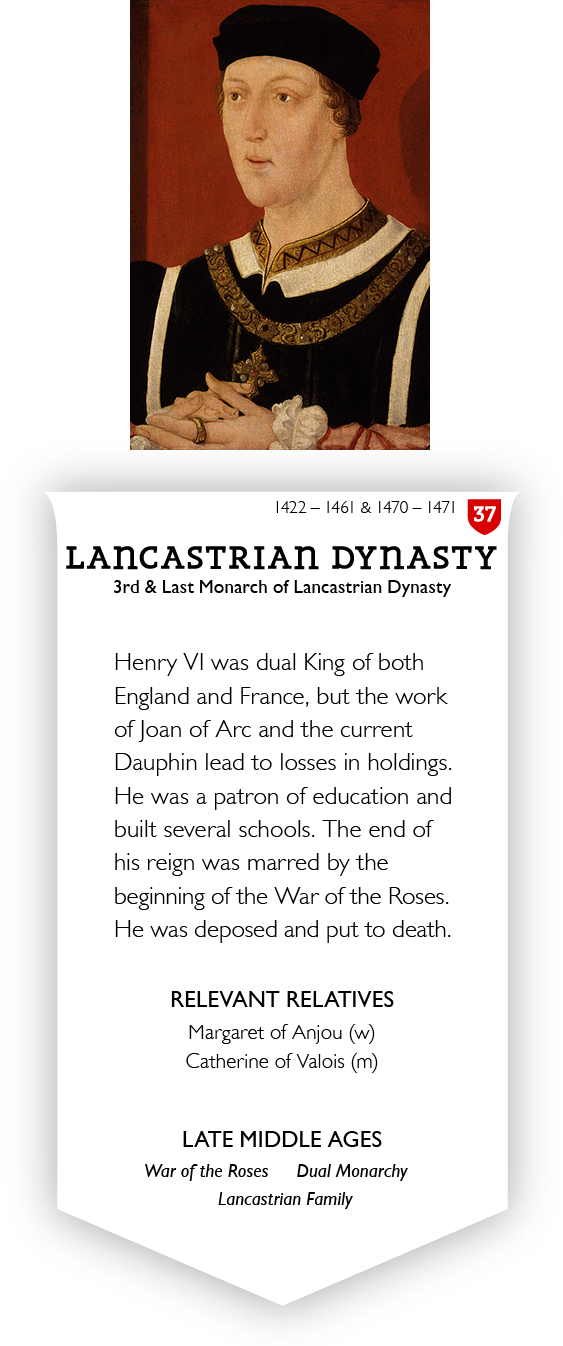 1422 – 1461 & 1470 – 1471 37
LANCASTRIAN DYNASTY
3rd & Last Monarch of Lancastrian Dynasty
Henry VI was dual King of both
England and France, but the work
of Joan of Arc and the current
Dauphin lead to losses in holdings.
He was a patron of education and
built several schools. The end of
his reign was marred by the
beginning of the War of the Roses.
He was deposed and put to death.
RELEVANT RELATIVES
Margaret of Anjou (w)
Catherine of Valois (m)
LATE MIDDLE AGES
War of the Roses Dual Monarchy
Lancastrian Family